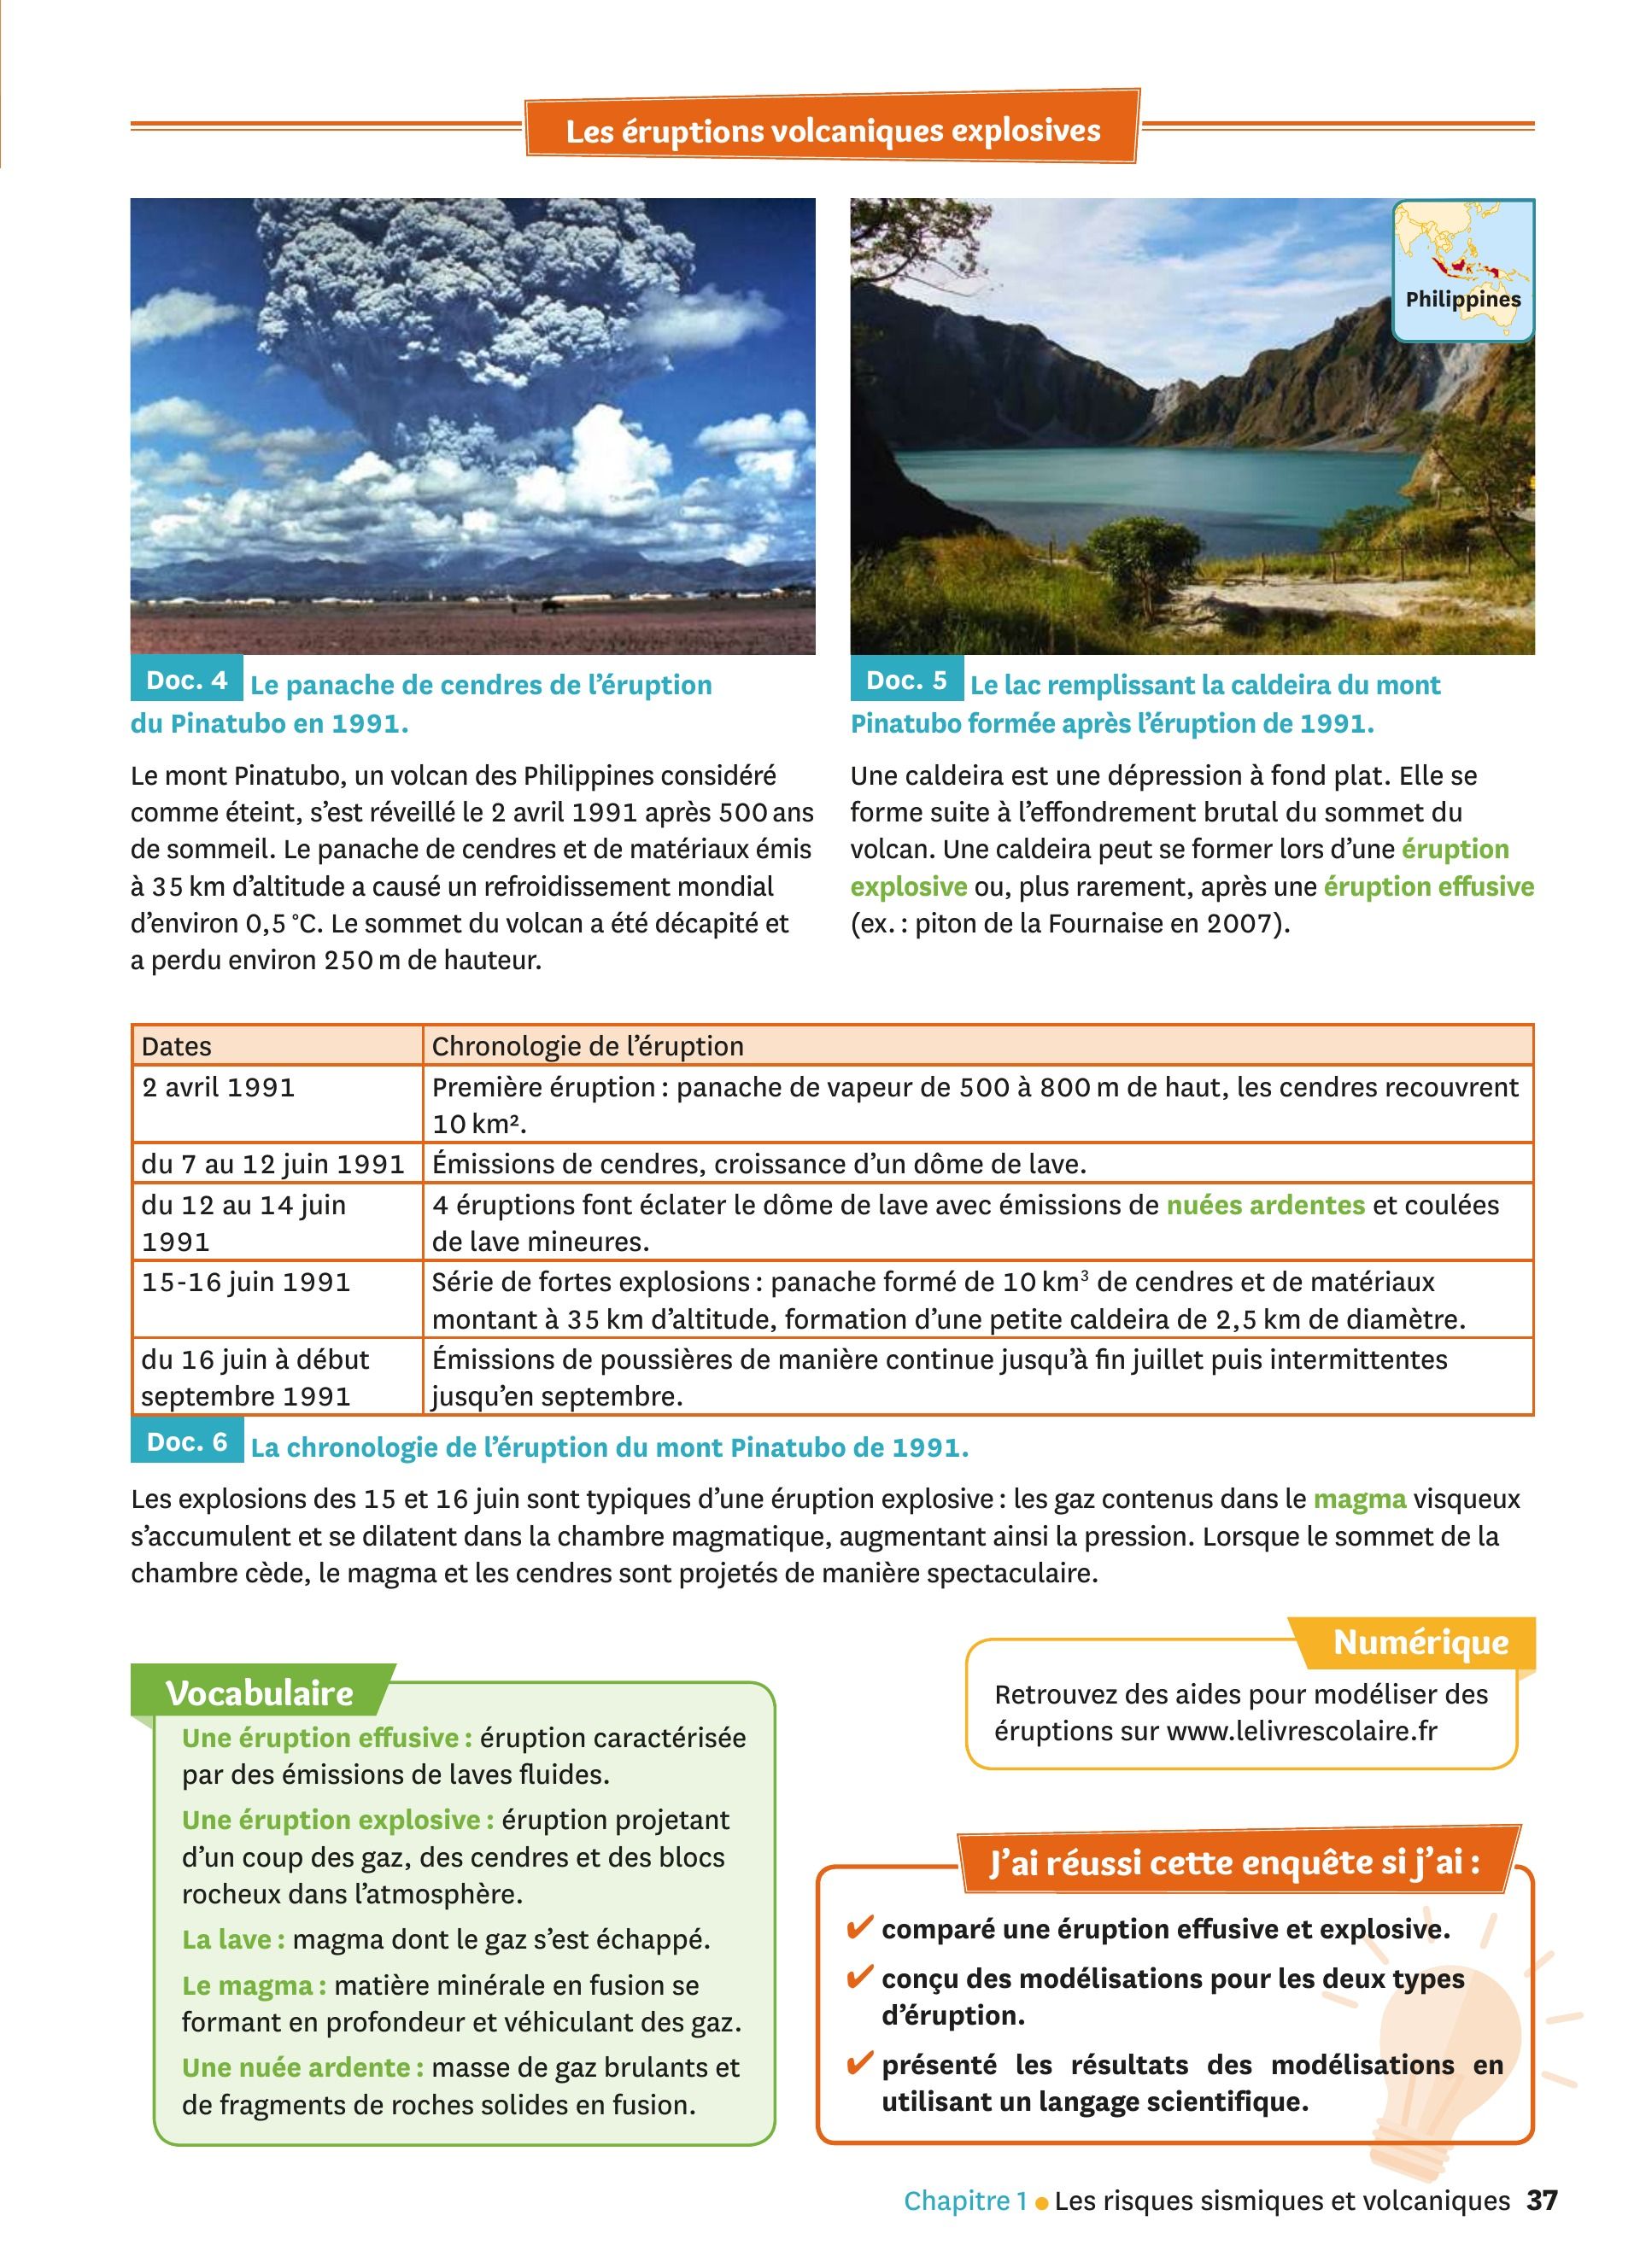 Les éruptions volcaniques explosives
Philippines
Doc. 4 Le panache de cendres de l'éruption
du Pinatubo en 1991.
Le mont Pinatubo, un volcan des Philippines considéré
comme éteint, s'est réveillé le 2 avril 1991 après 500 ans
de sommeil. Le panache de cendres et de matériaux émis
à 35 km d'altitude a causé un refroidissement mondial
d'environ 0,5 °C. Le sommet du volcan a été décapité et
a perdu environ 250 m de hauteur.
Doc. 5 Le lac remplissant la caldeira du mont
Pinatubo formée après l'éruption de 1991.
Une caldeira est une dépression à fond plat. Elle se
forme suite à l'effondrement brutal du sommet du
volcan. Une caldeira peut se former lors d'une éruption
explosive ou, plus rarement, après une éruption effusive
(ex. : piton de la Fournaise en 2007).
Dates
Chronologie de l'éruption
2 avril 1991
Première éruption : panache de vapeur de 500 à 800 m de haut, les cendres recouvrent
10 km².
du 7 au 12 juin 1991
Émissions de cendres, croissance d'un dôme de lave.
du 12 au 14 juin
1991
4 éruptions font éclater le dôme de lave avec émissions de nuées ardentes et coulées
de lave mineures.
15-16 juin 1991
Série de fortes explosions : panache formé de 10 km³ de cendres et de matériaux
montant à 35 km d'altitude, formation d'une petite caldeira de 2,5 km de diamètre.
du 16 juin à début
septembre 1991
Émissions de poussières de manière continue jusqu'à fin juillet puis intermittentes
jusqu'en septembre.
Doc. 6 La chronologie de l'éruption du mont Pinatubo de 1991.
Les explosions des 15 et 16 juin sont typiques d'une éruption explosive : les gaz contenus dans le magma visqueux
s'accumulent et se dilatent dans la chambre magmatique, augmentant ainsi la pression. Lorsque le sommet de la
chambre cède, le magma et les cendres sont projetés de manière spectaculaire.
Vocabulaire
Une éruption effusive : éruption caractérisée
par des émissions de laves fluides.
Une éruption explosive : éruption projetant
d'un coup des gaz, des cendres et des blocs
rocheux dans l'atmosphère.
La lave : magma dont le gaz s'est échappé.
Le magma : matière minérale en fusion se
formant en profondeur et véhiculant des gaz.
Une nuée ardente : masse de gaz brulants et
de fragments de roches solides en fusion.
Numérique
Retrouvez des aides pour modéliser des
éruptions sur www.lelivrescolaire.fr
J'ai réussi cette enquête si j'ai :
✔ comparé une éruption effusive et explosive.
✔ conçu des modélisations pour les deux types
d'éruption.
✔ présenté les résultats des modélisations en
utilisant un langage scientifique.
Chapitre 1 • Les risques sismiques et volcaniques 37